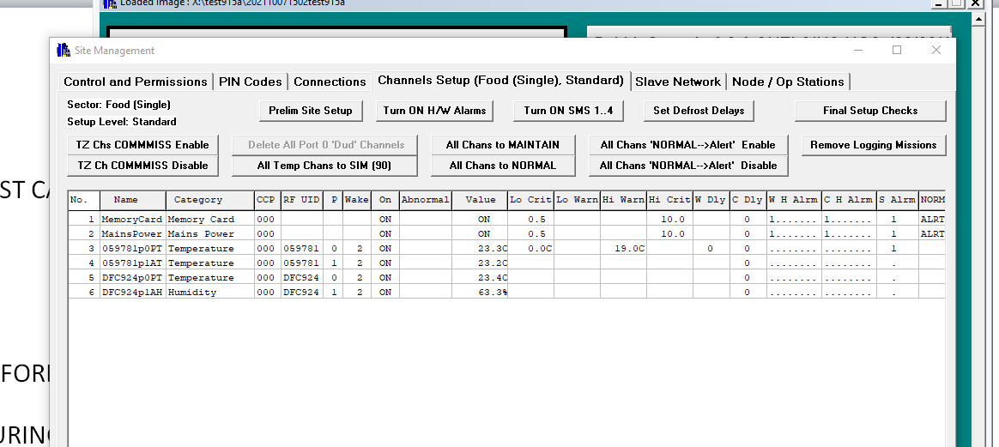 Loaded Image : X:\test915a\202110071502test915a
Site Management
Control and Permissions PIN Codes Connections Channels Setup (Food (Single), Standard) Slave Network Node / Op Stations
Sector: Food (Single)
Setup Level: Standard
Prelim Site Setup Turn ON H/W Alarms Turn ON SMS 1..4 Set Defrost Delays Final Setup Checks
TZ Chs COMMMISS Enable Delete All Port 0 'Dud' Channels All Chans to MAINTAIN All Chans 'NORMAL-->Alert' Enable Remove Logging Missions
TZ Ch COMMMISS Disable All Temp Chans to SIM (90) All Chans to NORMAL All Chans 'NORMAL-->Alert' Disable
No. Name Category CCP RF UID P Wake On Abnormal Value Lo Crit Lo Warn Hi Warn Hi Crit W Dly C Dly W H Alrm C H Alrm S Alrm NORM
1 MemoryCard Memory Card 000 ON ON 0.5 10.0 0 1....... 1....... 1 ALRT
2 MainsPower Mains Power 000 ON ON 0.5 10.0 0 1....... 1....... 1 ALRT
3 059781p0PT Temperature 000 059781 0 2 ON 23.3C 0.0C 19.0C 0 0 ........ ........ 1
4 059781p1AT Temperature 000 059781 1 2 ON 23.2C 0 ........ ........ .
5 DFC924p0PT Temperature 000 DFC924 0 2 ON 23.4C 0 ........ ........ .
6 DFC924p1AH Humidity 000 DFC924 1 2 ON 63.3% 0 ........ ........ .
ST CA
FOR
URING